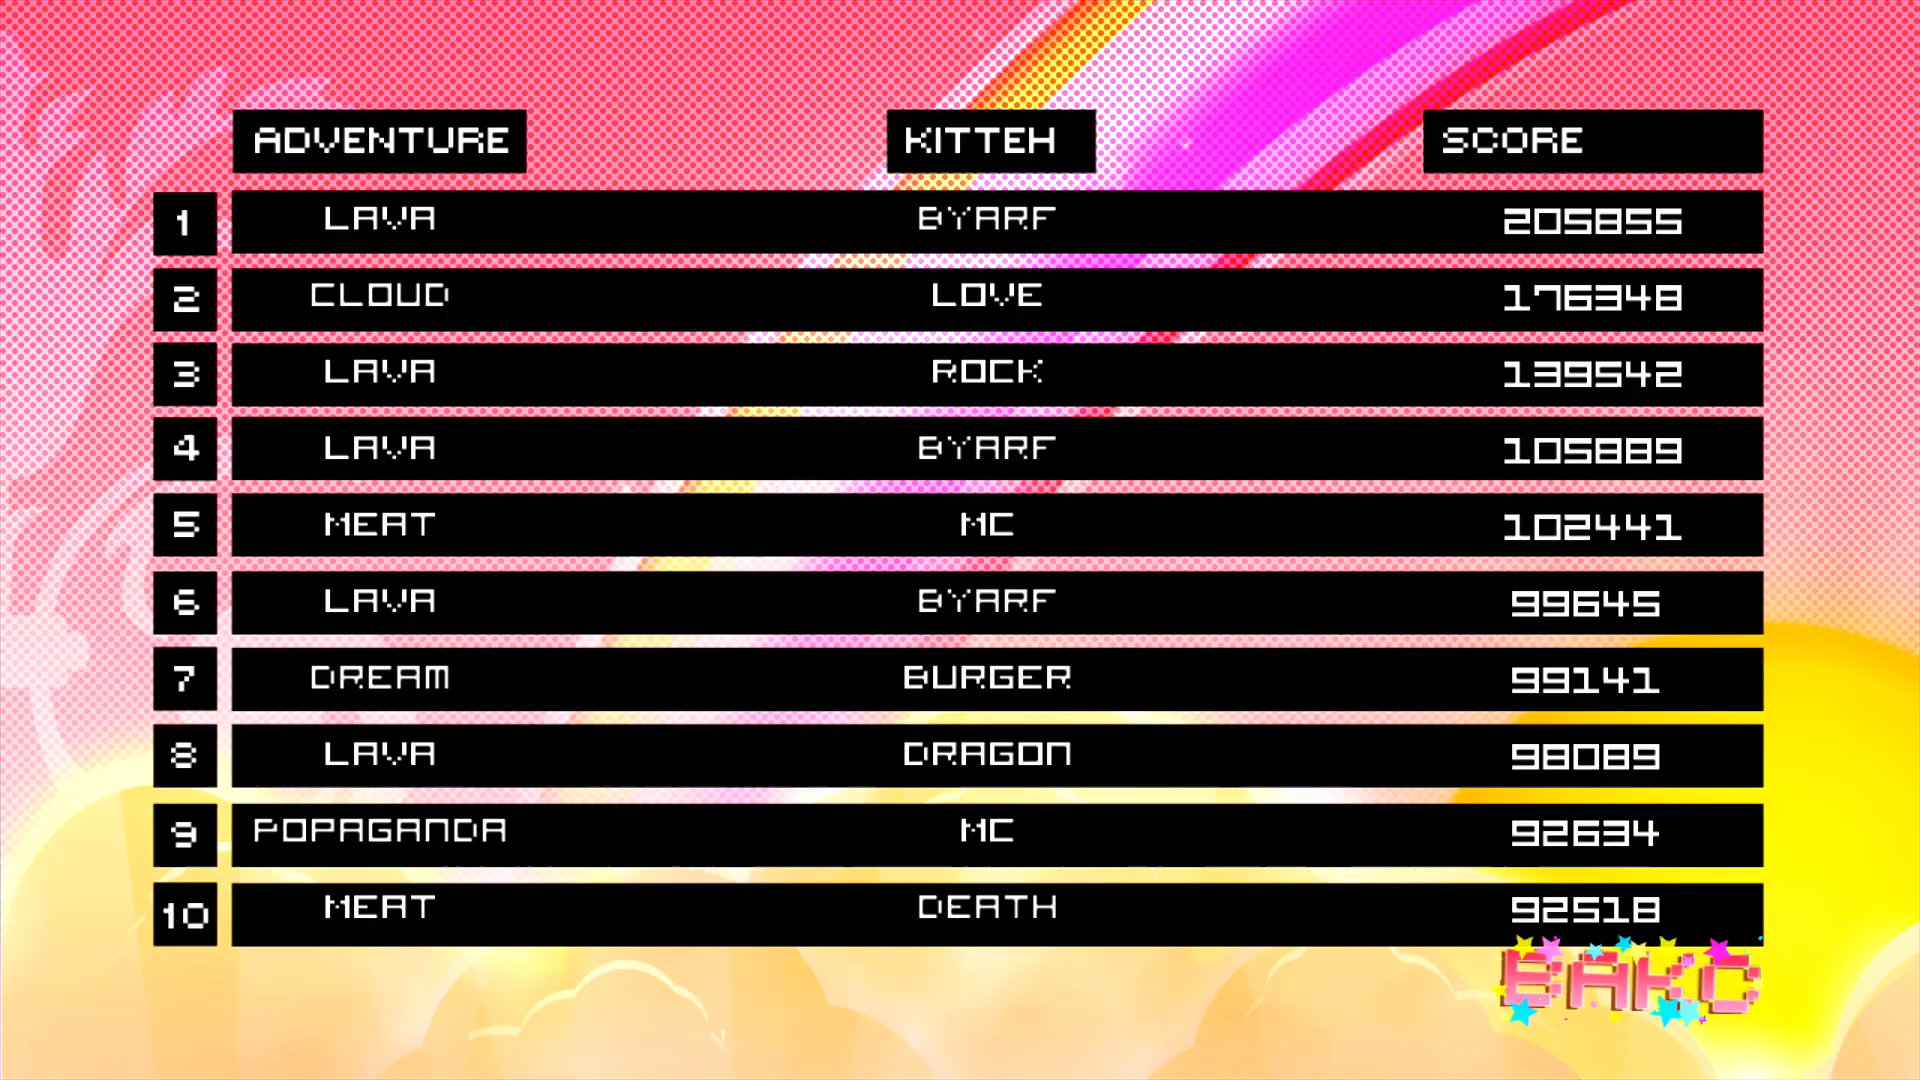 ADVENTURE KITTEH SCORE
1 LAVA BYARF 205855
2 CLOUD LOVE 176348
3 LAVA ROCK 139542
4 LAVA BYARF 105889
5 MEAT MC 102441
6 LAVA BYARF 99645
7 DREAM BURGER 99141
8 LAVA DRAGON 98089
9 POPAGANDA MC 92634
10 MEAT DEATH 92518
BAKC